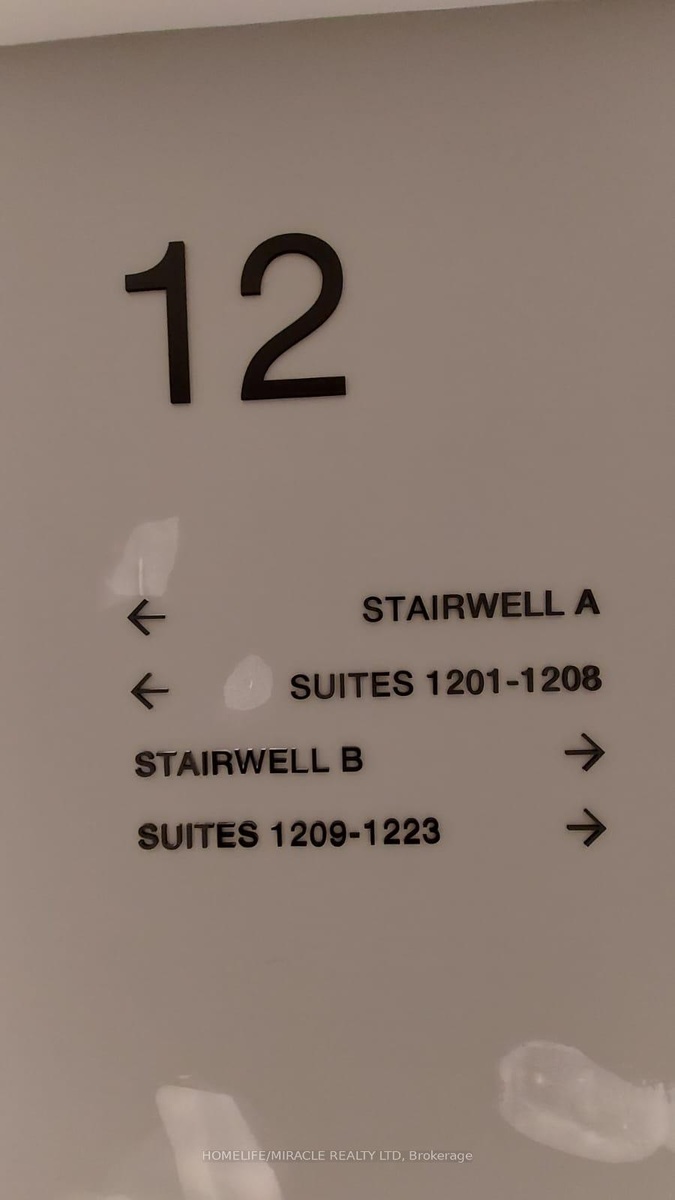 12
← STAIRWELL A
← SUITES 1201-1208
STAIRWELL B →
SUITES 1209-1223 →
HOMELIFE/MIRACLE REALTY LTD, Brokerage